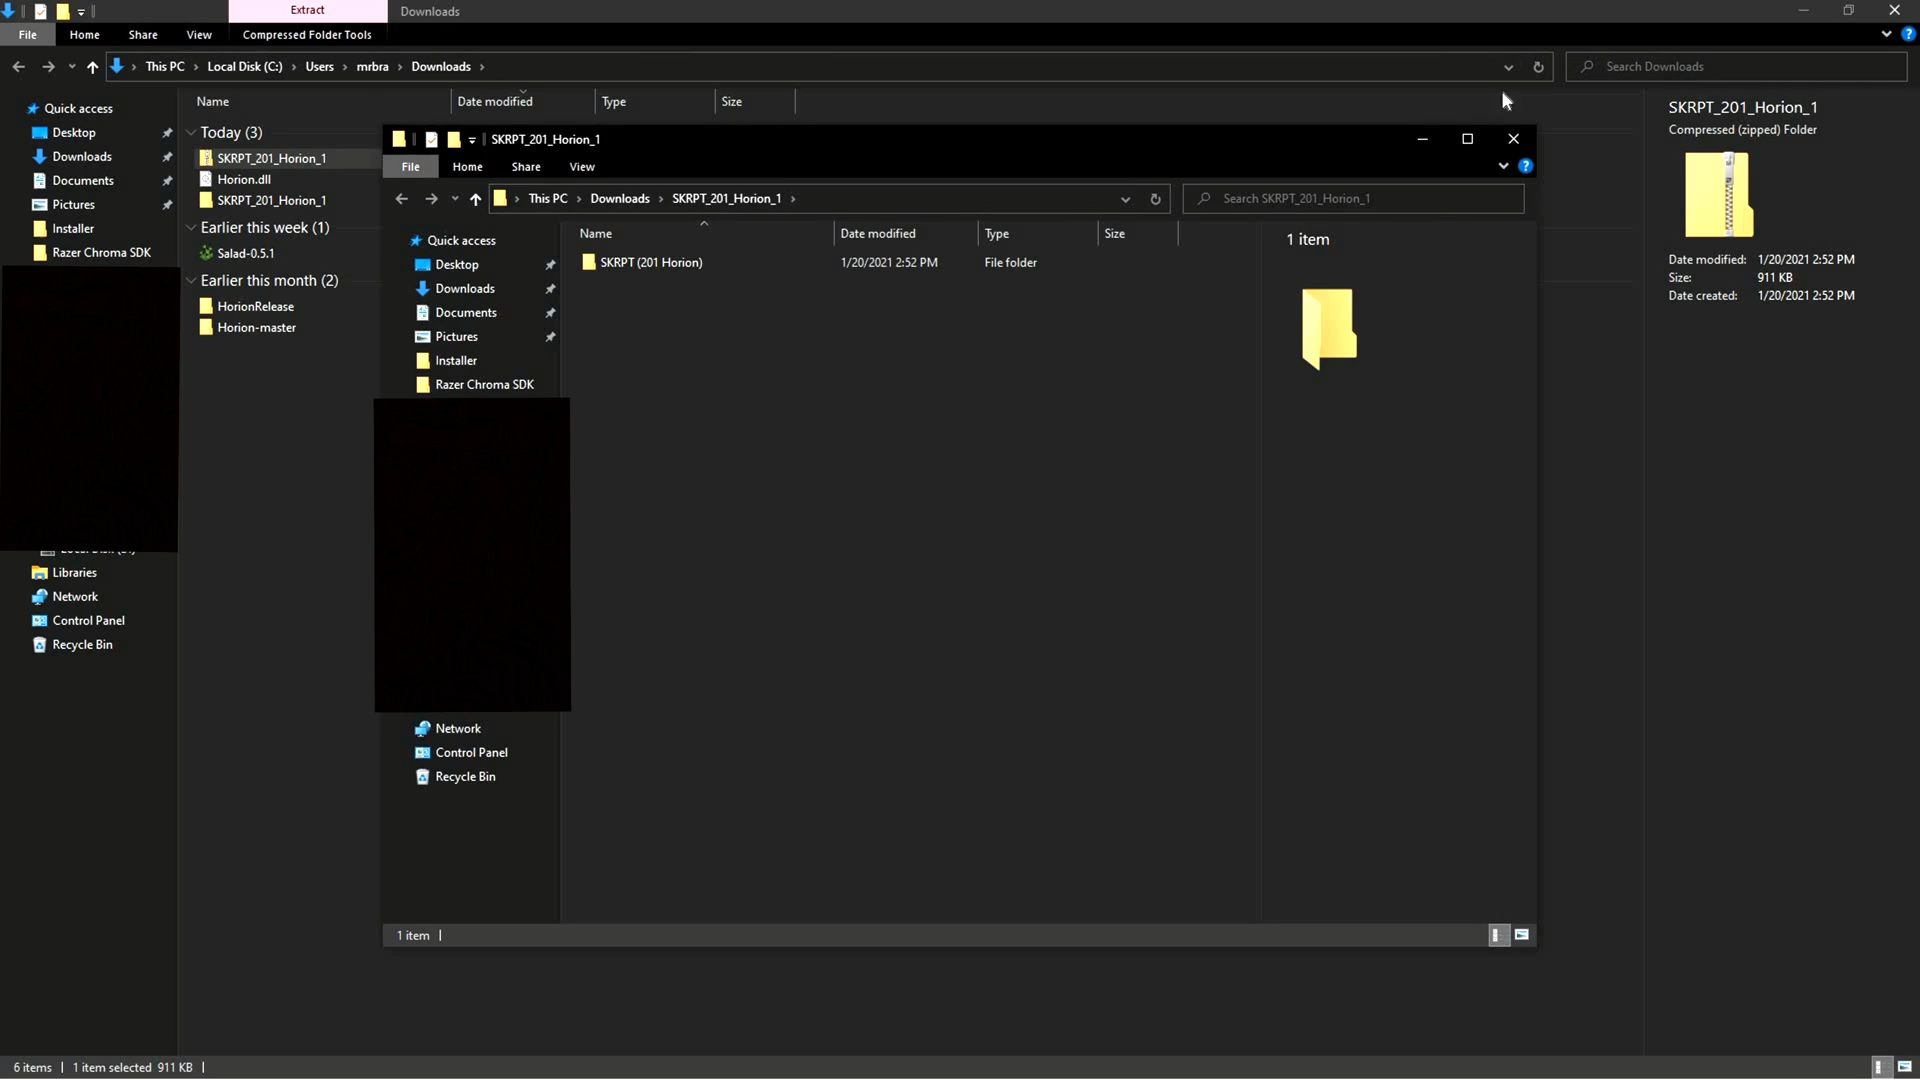 Extract
Downloads
File
Home
Share
View
Compressed Folder Tools
This PC
Local Disk (C:)
Users
mrbra
Downloads
Search Downloads
Quick access
Desktop
Downloads
Documents
Pictures
Installer
Razer Chroma SDK
Libraries
Network
Control Panel
Recycle Bin
Name
Date modified
Type
Size
Today (3)
SKRPT_201_Horion_1
Horion.dll
SKRPT_201_Horion_1
Earlier this week (1)
Salad-0.5.1
Earlier this month (2)
HorionRelease
Horion-master
SKRPT_201_Horion_1
File
Home
Share
View
This PC
Downloads
SKRPT_201_Horion_1
Search SKRPT_201_Horion_1
Quick access
Desktop
Downloads
Documents
Pictures
Installer
Razer Chroma SDK
Network
Control Panel
Recycle Bin
Name
Date modified
Type
Size
SKRPT (201 Horion)
1/20/2021 2:52 PM
File folder
1 item
1 item
SKRPT_201_Horion_1
Compressed (zipped) Folder
Date modified: 1/20/2021 2:52 PM
Size: 911 KB
Date created: 1/20/2021 2:52 PM
6 items
1 item selected 911 KB